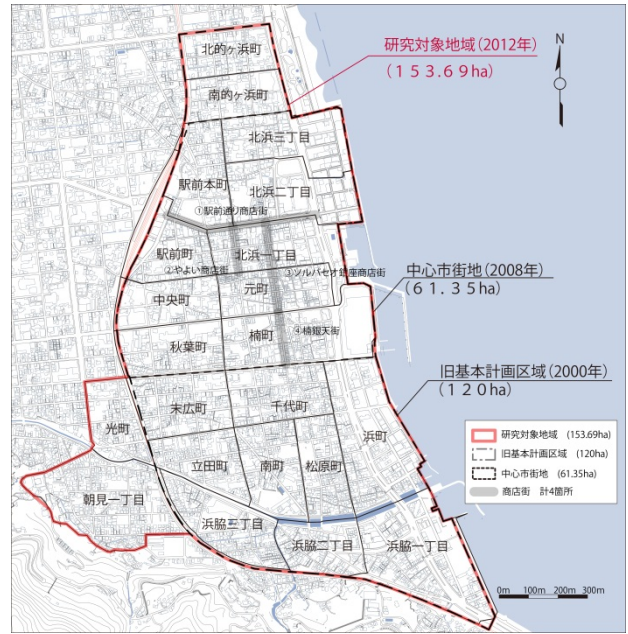 北的ヶ浜町
研究対象地域(2012年)
(153.69ha)
N
南的ヶ浜町
北浜三丁目
駅前本町
北浜二丁目
①駅前通り商店街
駅前町
北浜一丁目
②やよい商店街
③ソルパセオ銀座商店街
中心市街地(2008年)
(61.35ha)
中央町
元町
秋葉町
楠町
④楠銀天街
旧基本計画区域(2000年)
(120ha)
光町
末広町
千代町
浜町
立田町
南町
松原町
朝見一丁目
浜脇三丁目
浜脇二丁目
浜脇一丁目
研究対象地域 (153.69ha)
旧基本計画区域 (120ha)
中心市街地 (61.35ha)
商店街 計4箇所
0m 100m 200m 300m